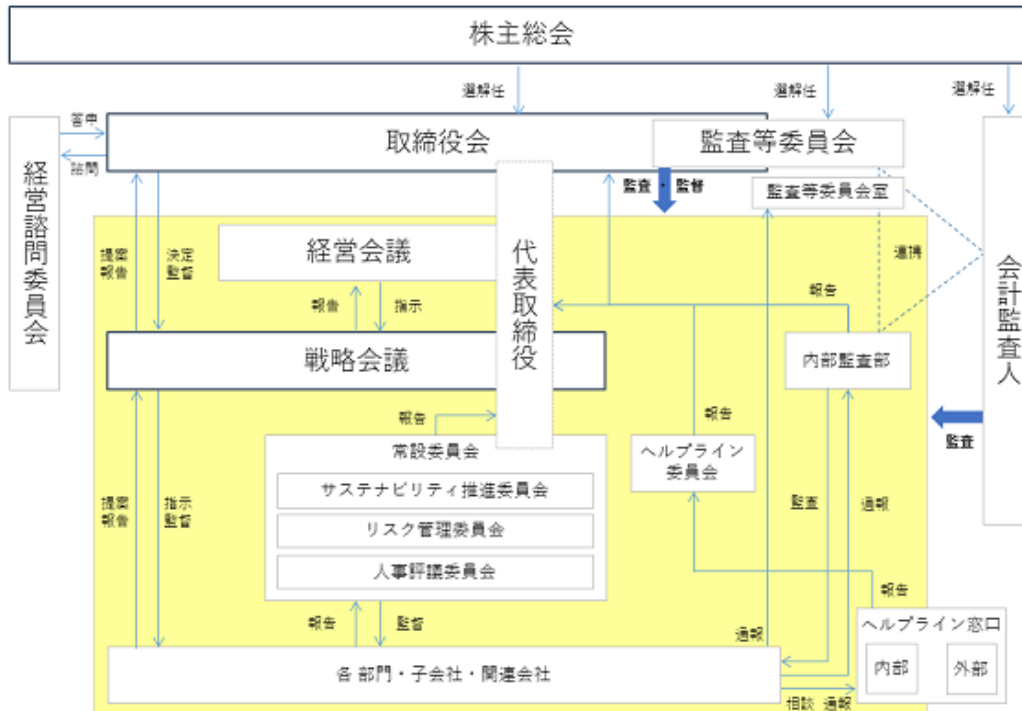 株主総会
選解任
選解任
選解任
答申
諮問
取締役会
監査等委員会
監査・監督
監査等委員会室
経営諮問委員会
提案
報告
決定
監督
経営会議
代表取締役
連携
会計監査人
報告
指示
報告
戦略会議
内部監査部
報告
報告
監査
常設委員会
ヘルプライン
委員会
サステナビリティ推進委員会
リスク管理委員会
人事評議委員会
提案
報告
指示
監督
監査
通報
報告
報告
監督
通報
ヘルプライン窓口
内部
外部
各部門・子会社・関連会社
相談 通報